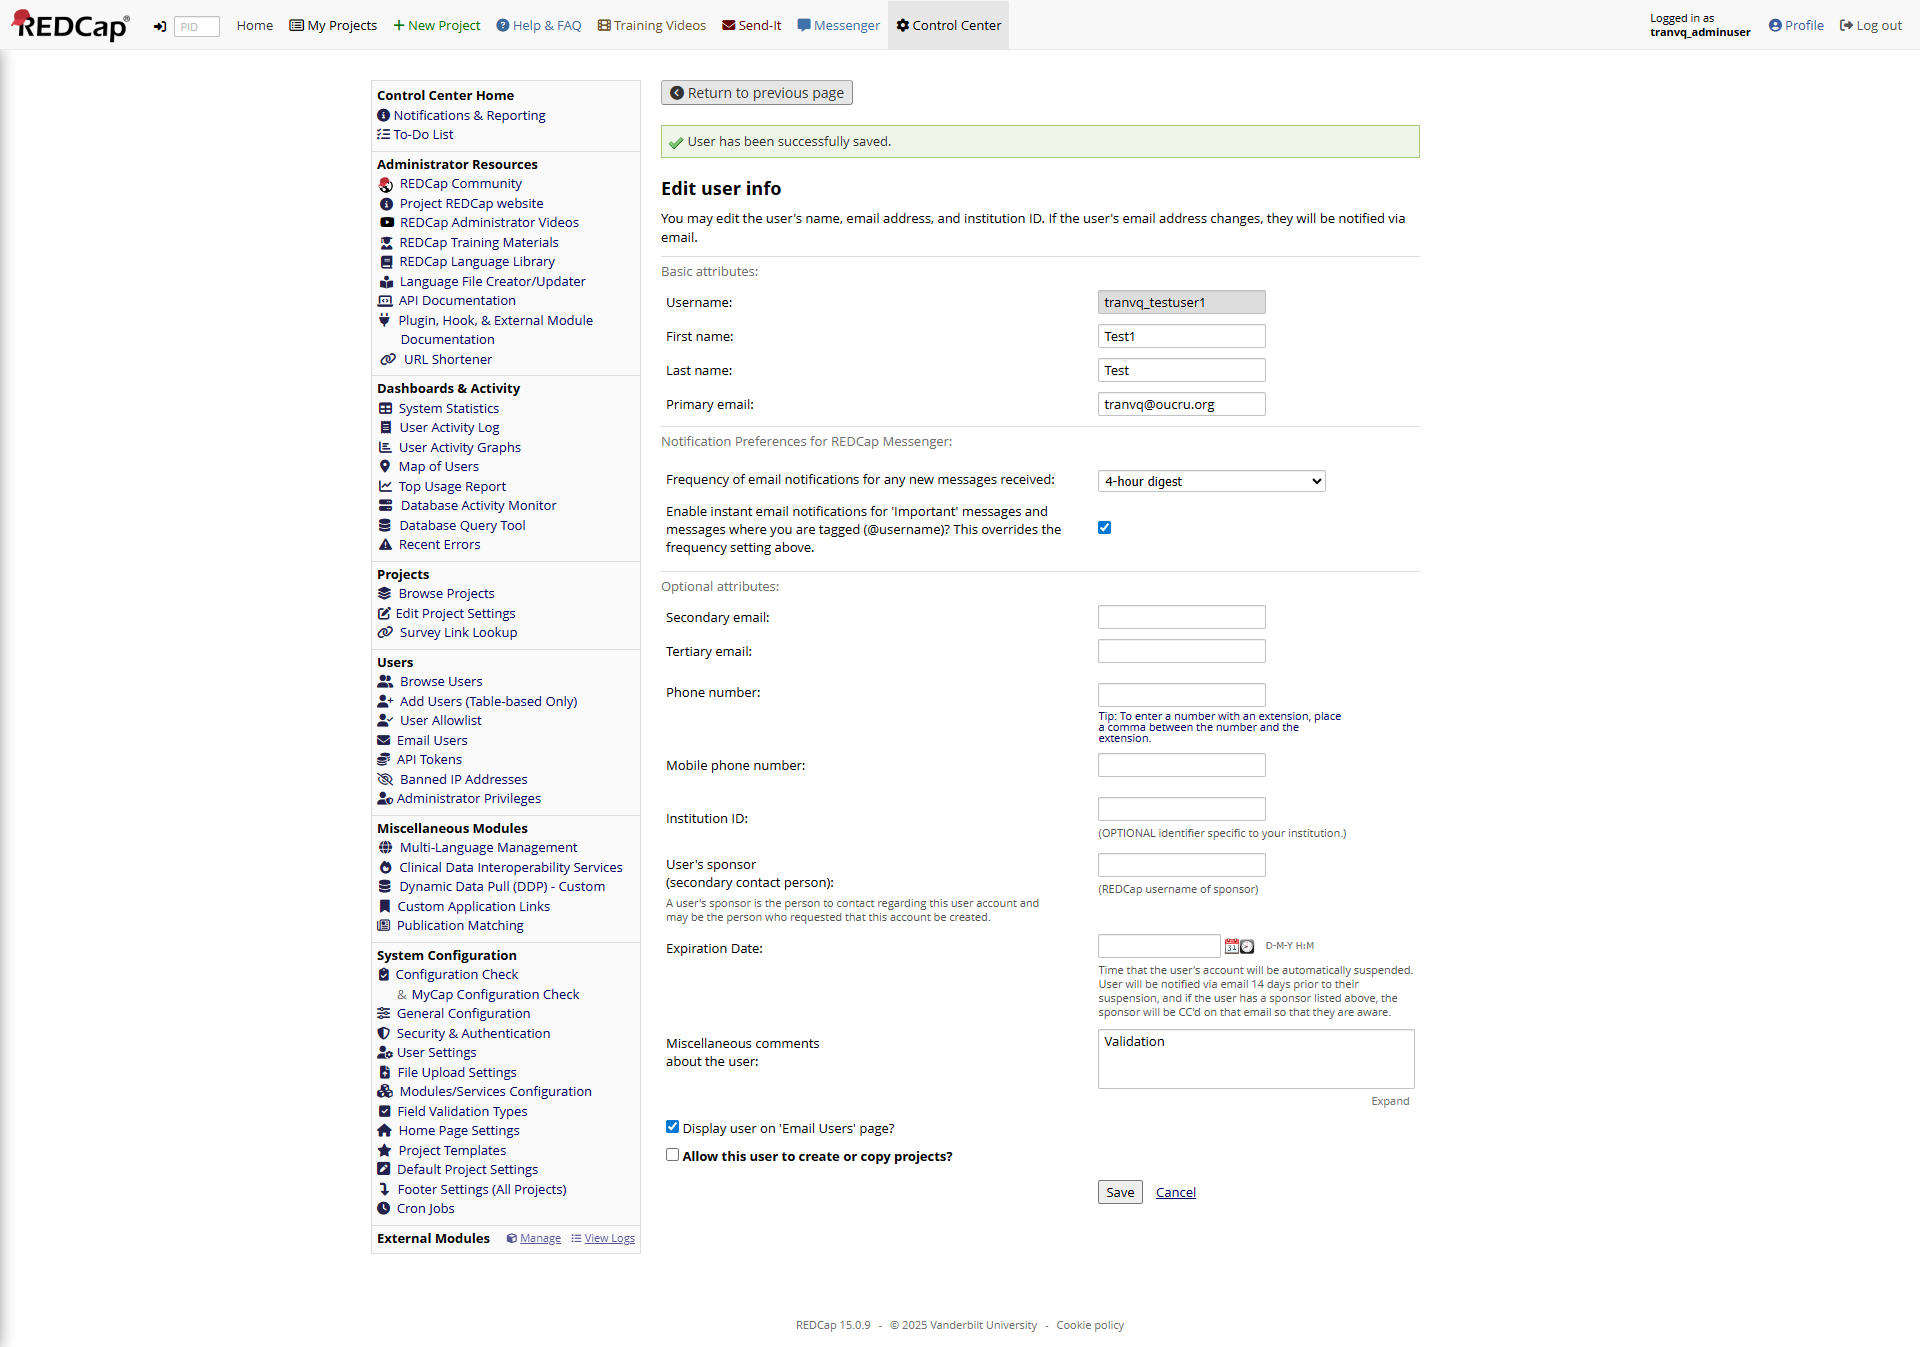 REDCap®
PID
Home
My Projects
New Project
Help & FAQ
Training Videos
Send-It
Messenger
Control Center
Logged in as
tranvq_adminuser
Profile
Log out
Control Center Home
Notifications & Reporting
To-Do List
Administrator Resources
REDCap Community
Project REDCap website
REDCap Administrator Videos
REDCap Training Materials
REDCap Language Library
Language File Creator/Updater
API Documentation
Plugin, Hook, & External Module
Documentation
URL Shortener
Dashboards & Activity
System Statistics
User Activity Log
User Activity Graphs
Map of Users
Top Usage Report
Database Activity Monitor
Database Query Tool
Recent Errors
Projects
Browse Projects
Edit Project Settings
Survey Link Lookup
Users
Browse Users
Add Users (Table-based Only)
User Allowlist
Email Users
API Tokens
Banned IP Addresses
Administrator Privileges
Miscellaneous Modules
Multi-Language Management
Clinical Data Interoperability Services
Dynamic Data Pull (DDP) - Custom
Custom Application Links
Publication Matching
System Configuration
Configuration Check
& MyCap Configuration Check
General Configuration
Security & Authentication
User Settings
File Upload Settings
Modules/Services Configuration
Field Validation Types
Home Page Settings
Project Templates
Default Project Settings
Footer Settings (All Projects)
Cron Jobs
External Modules Manage View Logs
Return to previous page
User has been successfully saved.
Edit user info
You may edit the user's name, email address, and institution ID. If the user's email address changes, they will be notified via
email.
Basic attributes:
Username: tranvq_testuser1
First name: Test1
Last name: Test
Primary email: tranvq@oucru.org
Notification Preferences for REDCap Messenger:
Frequency of email notifications for any new messages received: 4-hour digest
Enable instant email notifications for 'Important' messages and
messages where you are tagged (@username)? This overrides the
frequency setting above.
Optional attributes:
Secondary email:
Tertiary email:
Phone number:
Tip: To enter a number with an extension, place
a comma between the number and the
extension.
Mobile phone number:
Institution ID:
(OPTIONAL identifier specific to your institution.)
User's sponsor
(secondary contact person):
(REDCap username of sponsor)
A user's sponsor is the person to contact regarding this user account and
may be the person who requested that this account be created.
Expiration Date: 31 D-M-Y H:M
Time that the user's account will be automatically suspended.
User will be notified via email 14 days prior to their
suspension, and if the user has a sponsor listed above, the
sponsor will be CC'd on that email so that they are aware.
Miscellaneous comments
about the user:
Validation
Expand
Display user on 'Email Users' page?
Allow this user to create or copy projects?
Save Cancel
REDCap 15.0.9 - © 2025 Vanderbilt University - Cookie policy